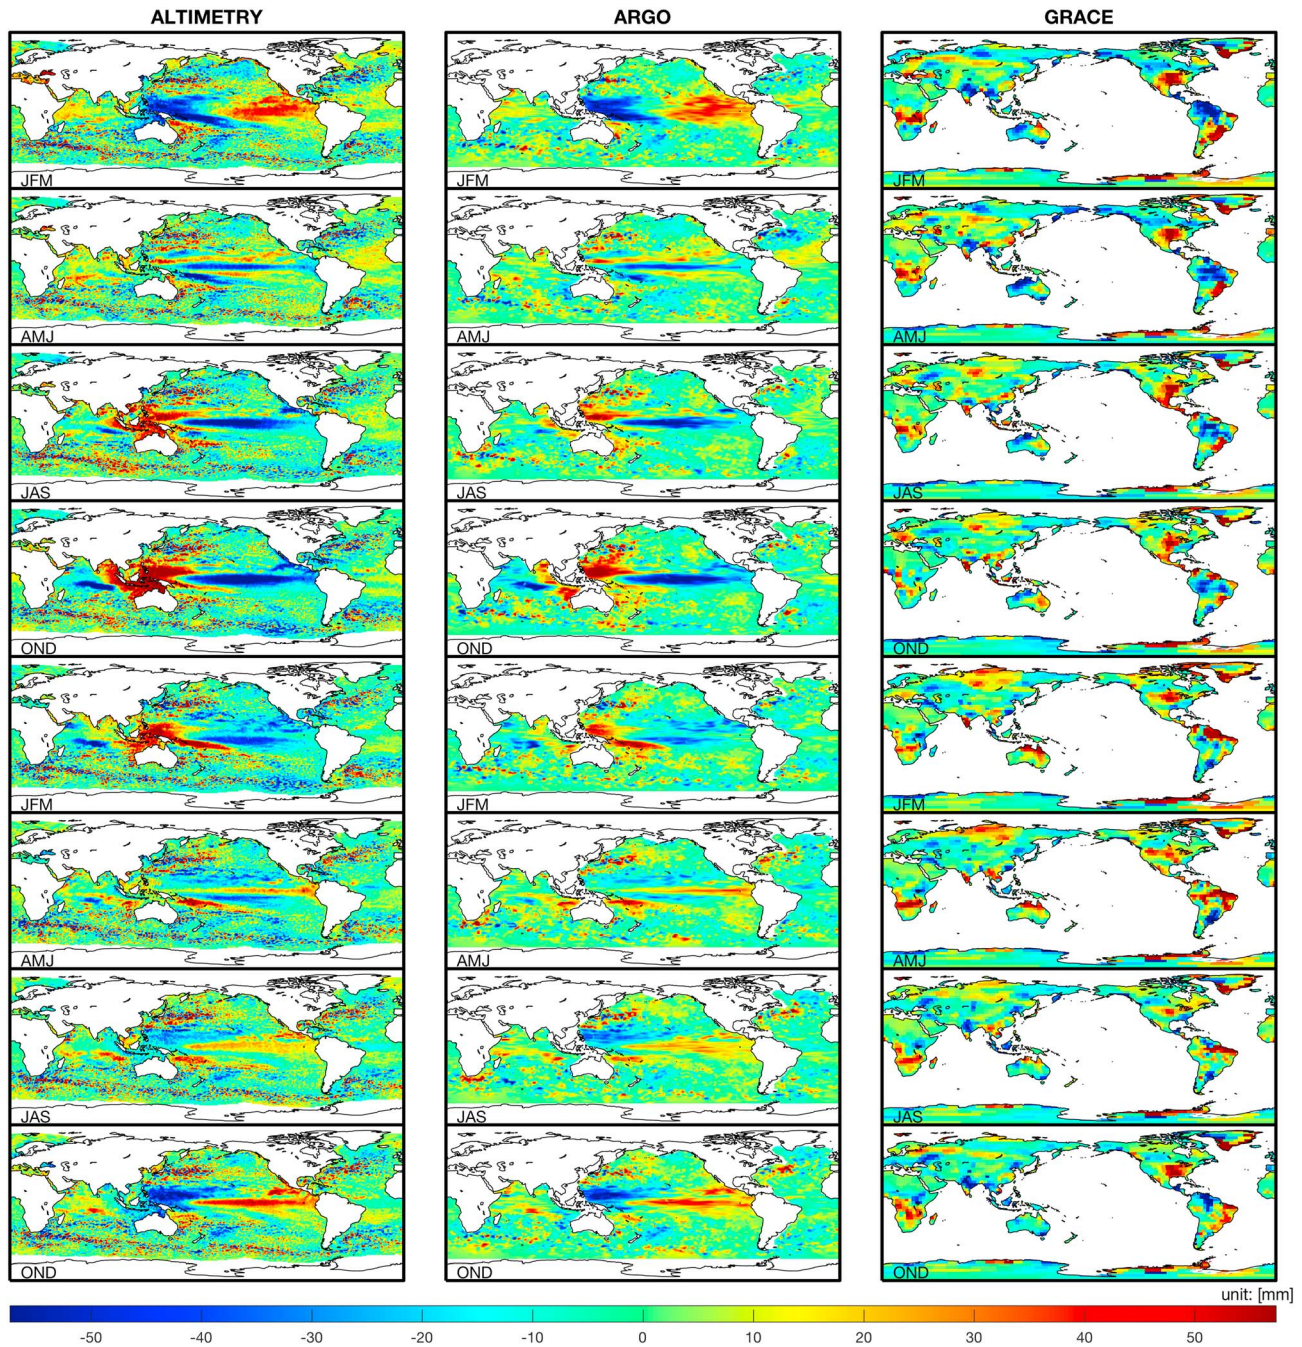 ALTIMETRY ARGO GRACE
JFM JFM JFM
AMJ AMJ AMJ
JAS JAS JAS
OND OND OND
JFM JFM JFM
AMJ AMJ AMJ
JAS JAS JAS
OND OND OND
unit: [mm]
-50 -40 -30 -20 -10 0 10 20 30 40 50